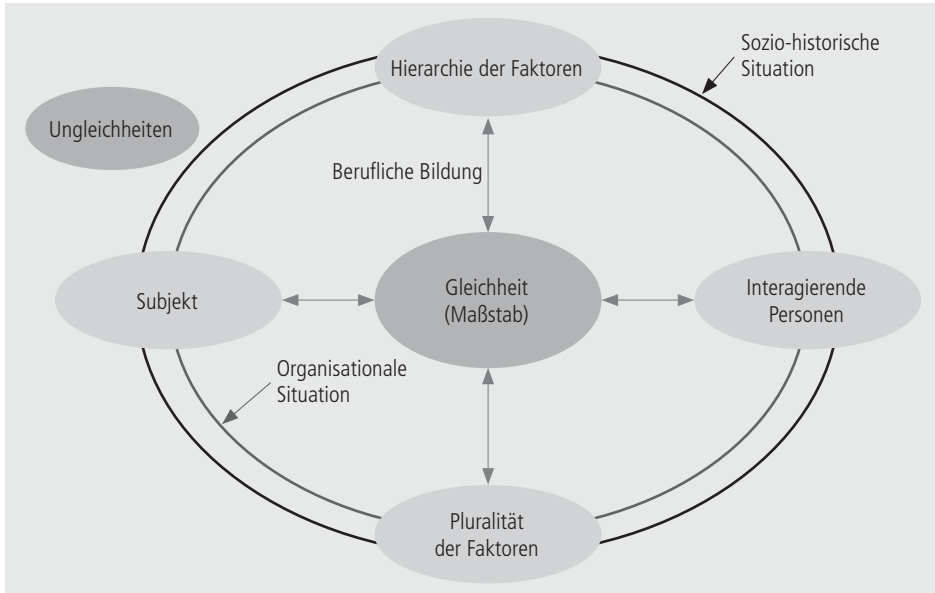 Sozio-historische
Situation
Hierarchie der Faktoren
Ungleichheiten
Berufliche Bildung
Subjekt
Gleichheit
(Maßstab)
Interagierende
Personen
Organisationale
Situation
Pluralität
der Faktoren